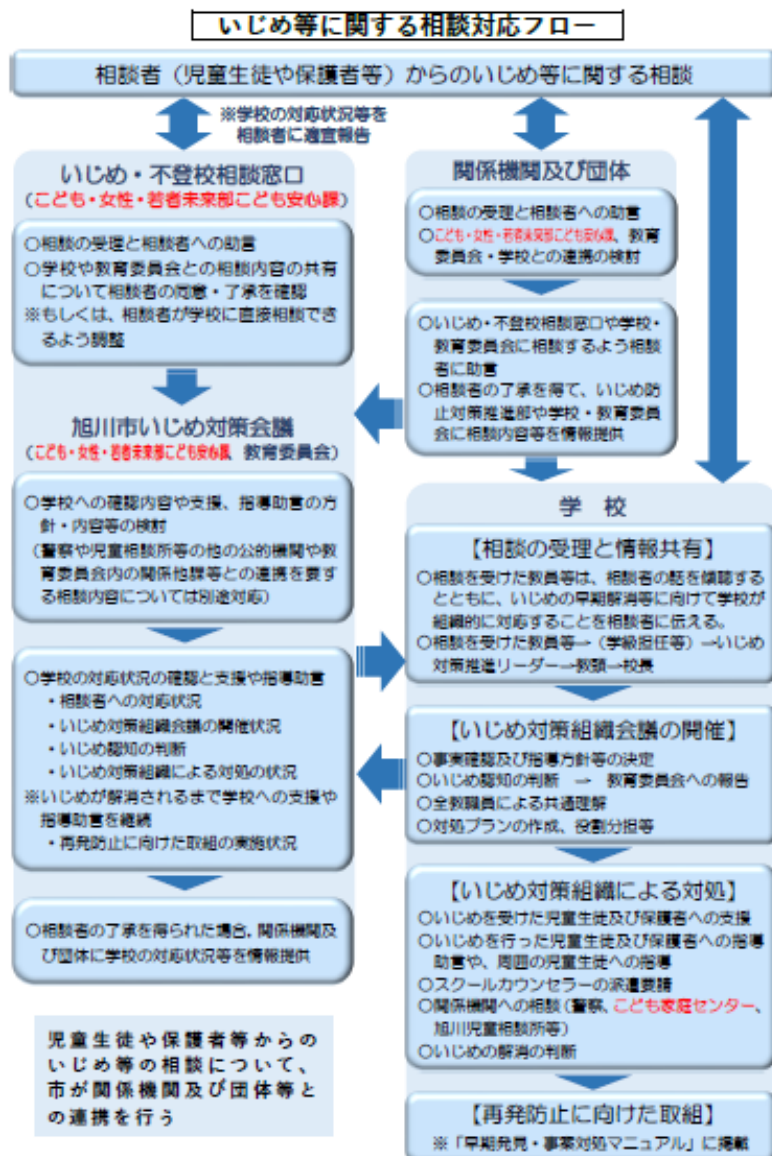 いじめ等に関する相談対応フロー
相談者（児童生徒や保護者等）からのいじめ等に関する相談
※学校の対応状況等を
相談者に適宜報告
いじめ・不登校相談窓口
（こども・女性・若者未来部こども安心課）
○相談の受理と相談者への助言
○学校や教育委員会との相談内容の共有
について相談者の同意・了承を確認
※もしくは、相談者が学校に直接相談でき
るよう調整
旭川市いじめ対策会議
（こども・女性・若者未来部こども安心課、教育委員会）
○学校への確認内容や支援、指導助言の方
針・内容等の検討
（警察や児童相談所等の他の公的機関や教
育委員会内の関係他課等との連携を要す
る相談内容については別途対応）
○学校の対応状況の確認と支援や指導助言
・相談者への対応状況
・いじめ対策組織会議の開催状況
・いじめ認知の判断
・いじめ対策組織による対処の状況
※いじめが解消されるまで学校への支援や
指導助言を継続
・再発防止に向けた取組の実施状況
○相談者の了承を得られた場合、関係機関及
び団体に学校の対応状況等を情報提供
児童生徒や保護者等からの
いじめ等の相談について、
市が関係機関及び団体等と
の連携を行う
関係機関及び団体
○相談の受理と相談者への助言
○こども・女性・若者未来部こども安心課、教育
委員会・学校との連携の検討
○いじめ・不登校相談窓口や学校・
教育委員会に相談するよう相談
者に助言
○相談者の了承を得て、いじめ防
止対策推進部や学校・教育委員
会に相談内容等を情報提供
学 校
【相談の受理と情報共有】
○相談を受けた教員等は、相談者の話を傾聴する
とともに、いじめの早期解消等に向けて学校が
組織的に対応することを相談者に伝える。
○相談を受けた教員等→（学級担任等）→いじめ
対策推進リーダー→教頭→校長
【いじめ対策組織会議の開催】
○事実確認及び指導方針等の決定
○いじめ認知の判断 → 教育委員会への報告
○全教職員による共通理解
○対処プランの作成、役割分担等
【いじめ対策組織による対処】
○いじめを受けた児童生徒及び保護者への支援
○いじめを行った児童生徒及び保護者への指導
助言や、周囲の児童生徒への指導
○スクールカウンセラーの派遣要請
○関係機関への相談（警察、こども家庭センター、
旭川児童相談所等）
○いじめの解消の判断
【再発防止に向けた取組】
※「早期発見・事案対処マニュアル」に掲載